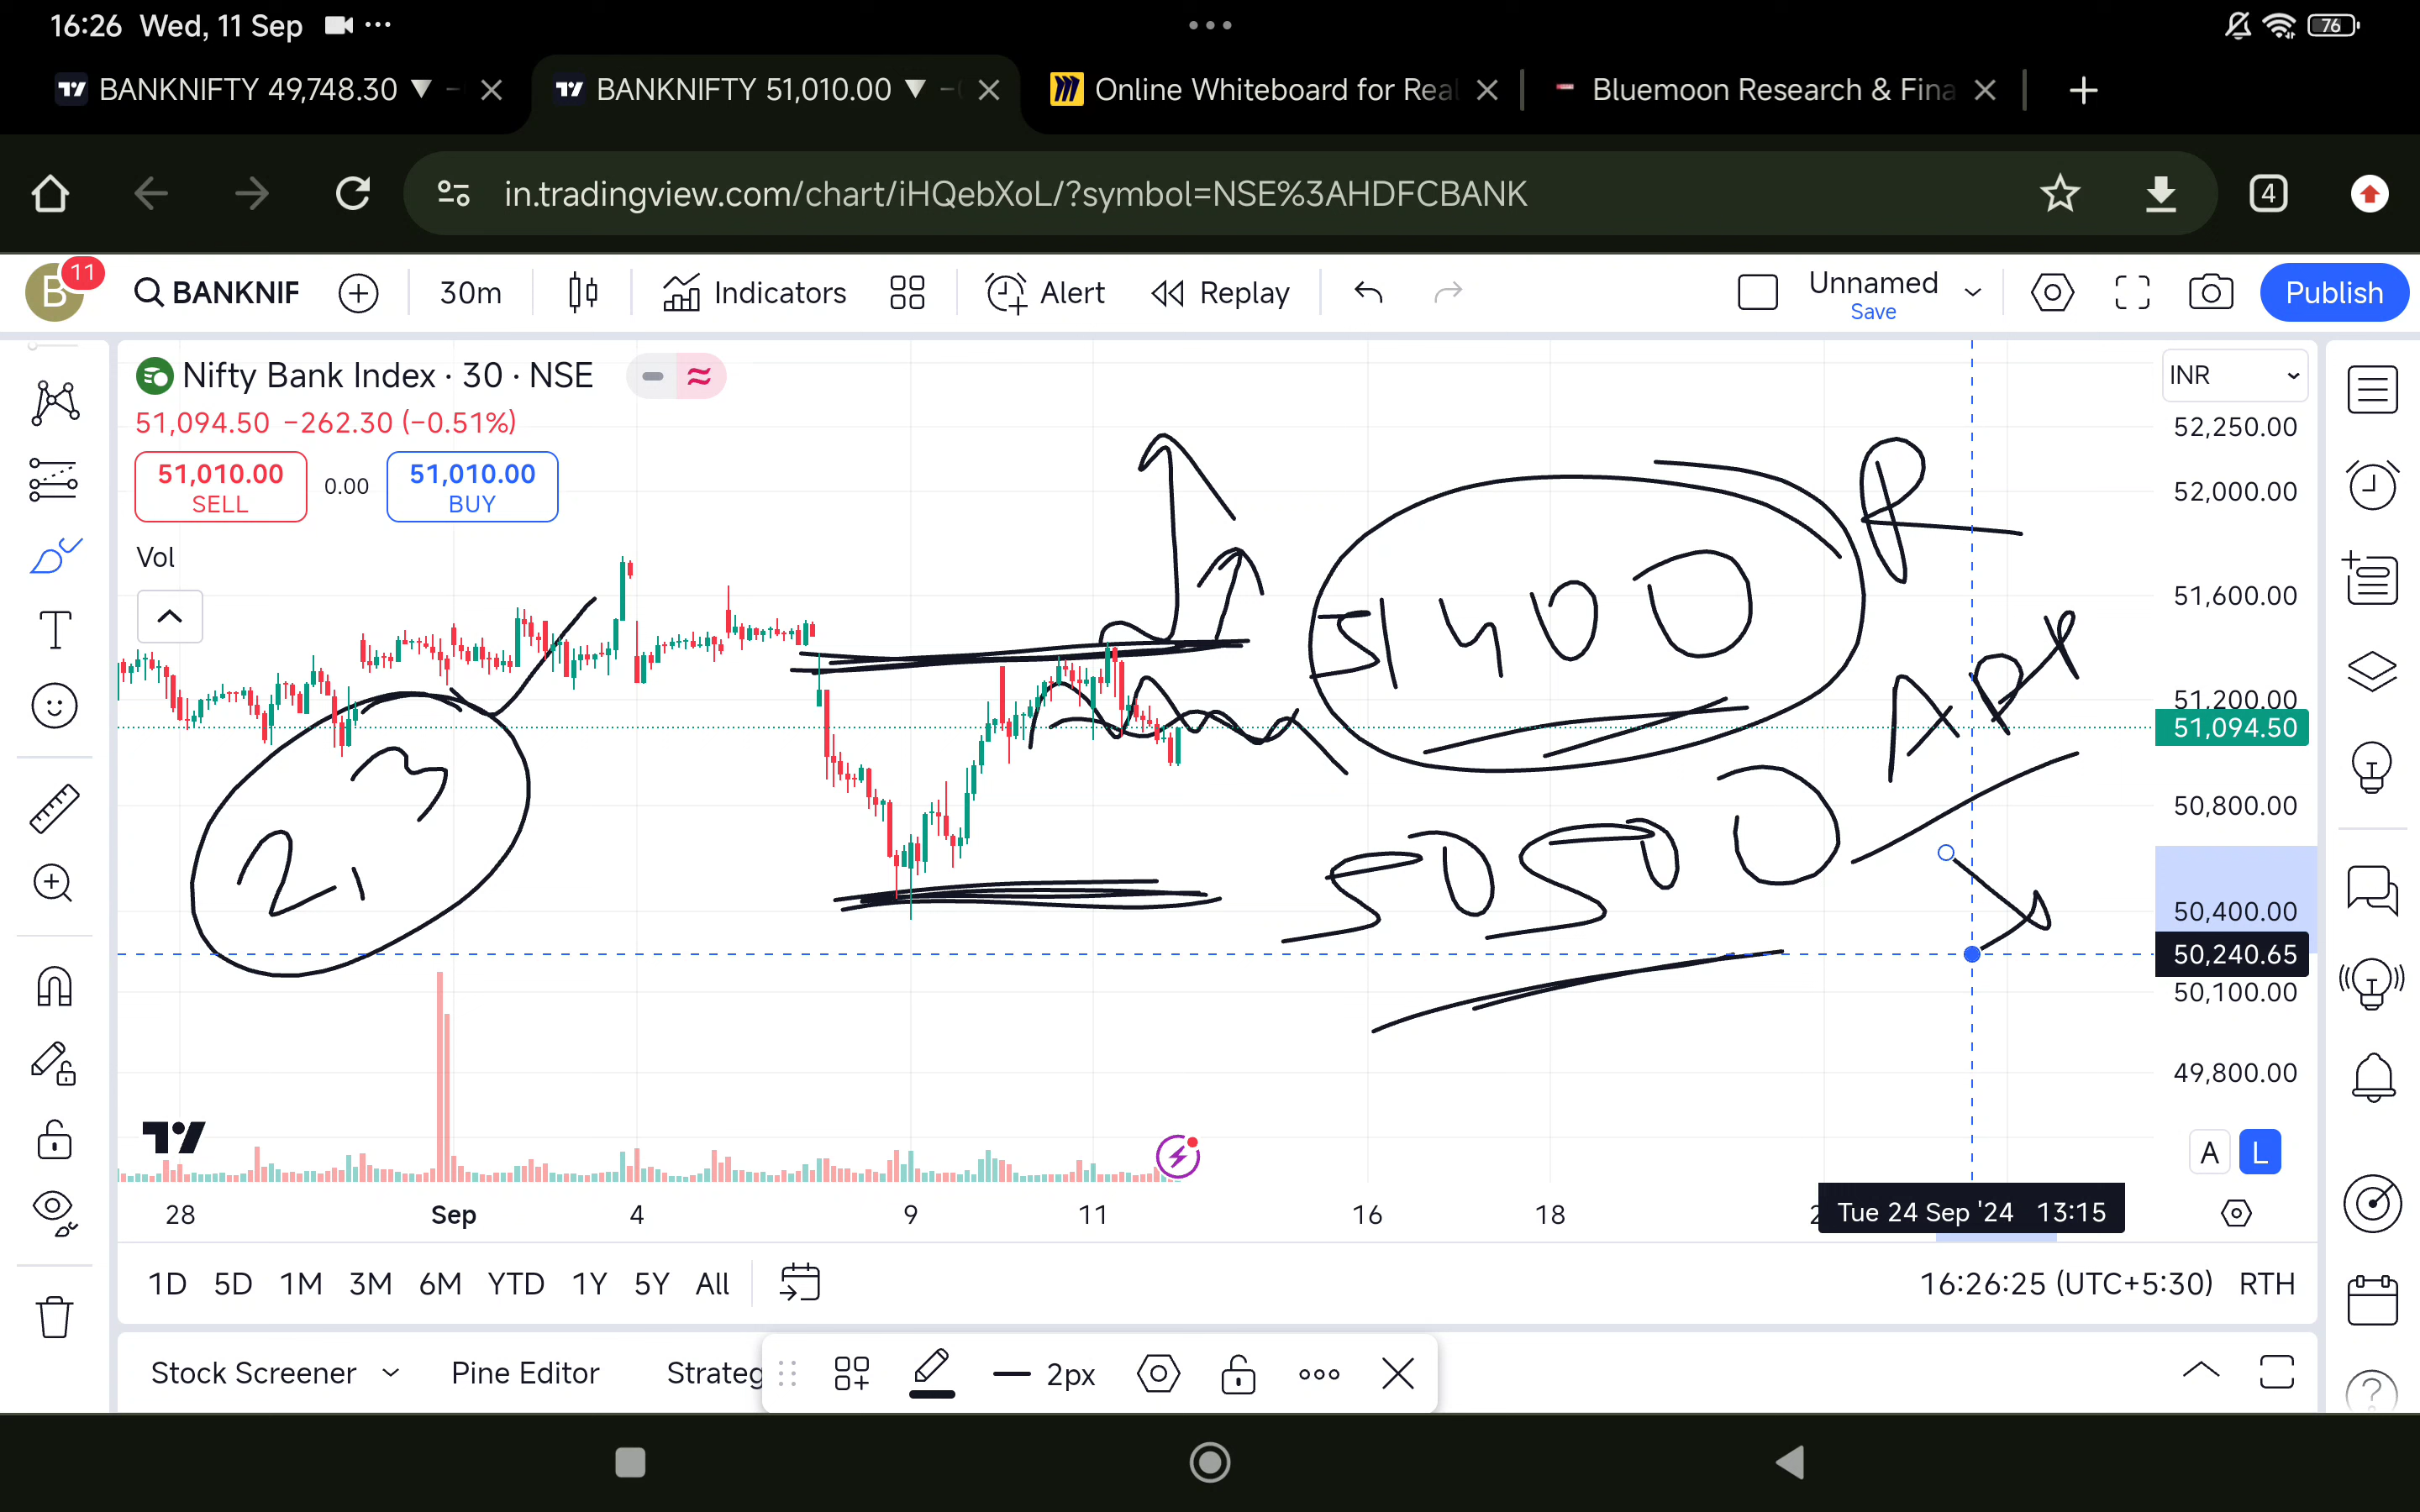 16:26 Wed, 11 Sep
76
BANKNIFTY 49,748.30 ▼ -
BANKNIFTY 51,010.00 ▼ -
Online Whiteboard for Real
Bluemoon Research & Fina
in.tradingview.com/chart/iHQebXoL/?symbol=NSE%3AHDFCBANK
4
B
11
BANKNIF
30m
Indicators
Alert
Replay
Unnamed
Save
Publish
Nifty Bank Index · 30 · NSE
INR
51,094.50 −262.30 (−0.51%)
51,010.00
SELL
0.00
51,010.00
BUY
Vol
52,250.00
52,000.00
51,600.00
51,200.00
51,094.50
50,800.00
50,400.00
50,240.65
50,100.00
49,800.00
51400
R
50500
2,3
A L
28 Sep 4 9 11 16 18 2
Tue 24 Sep '24 13:15
1D 5D 1M 3M 6M YTD 1Y 5Y All
16:26:25 (UTC+5:30) RTH
Stock Screener
Pine Editor
Strateg
2px